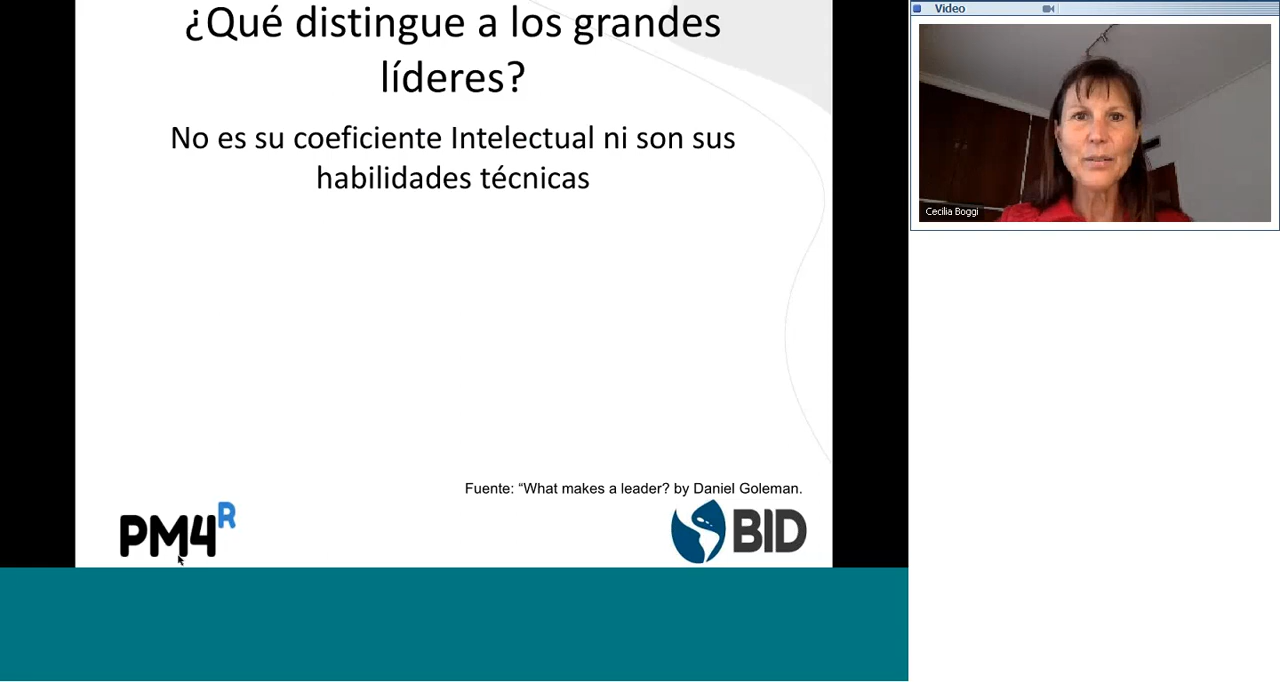 ¿Qué distingue a los grandes
líderes?
No es su coeficiente Intelectual ni son sus
habilidades técnicas
Fuente: “What makes a leader? by Daniel Goleman.
PM4R
BID
Video
Cecilia Boggi